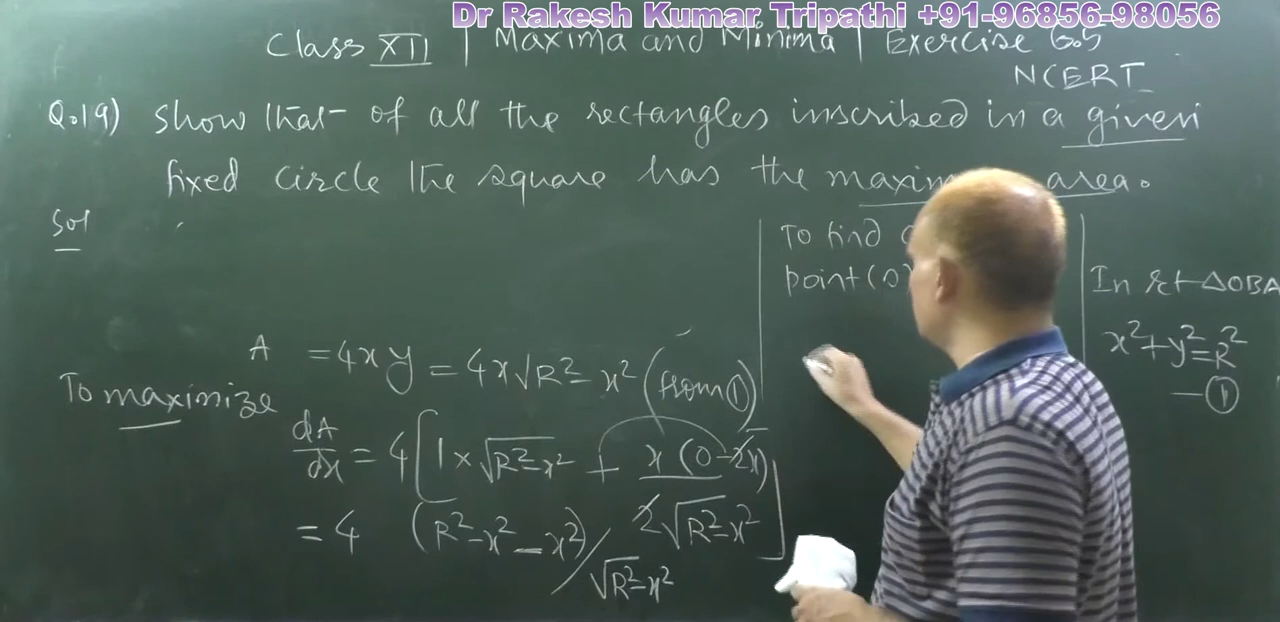 Dr Rakesh Kumar Tripathi +91-96856-98056
Class XII | Maxima and Minima | Exercise 6.5
NCERT
Q.19) Show that of all the rectangles inscribed in a given
fixed circle the square has the area.
Sol
A = 4xy = 4x√R²-x² (from ①)
To maximize
dA/dx = 4[1×√R²-x² + x(0-2x)/2√R²-x²]
= 4 (R²-x²-x²)/√R²-x²
To find
point(s)
In rt △OBA
x²+y²=R²
—①